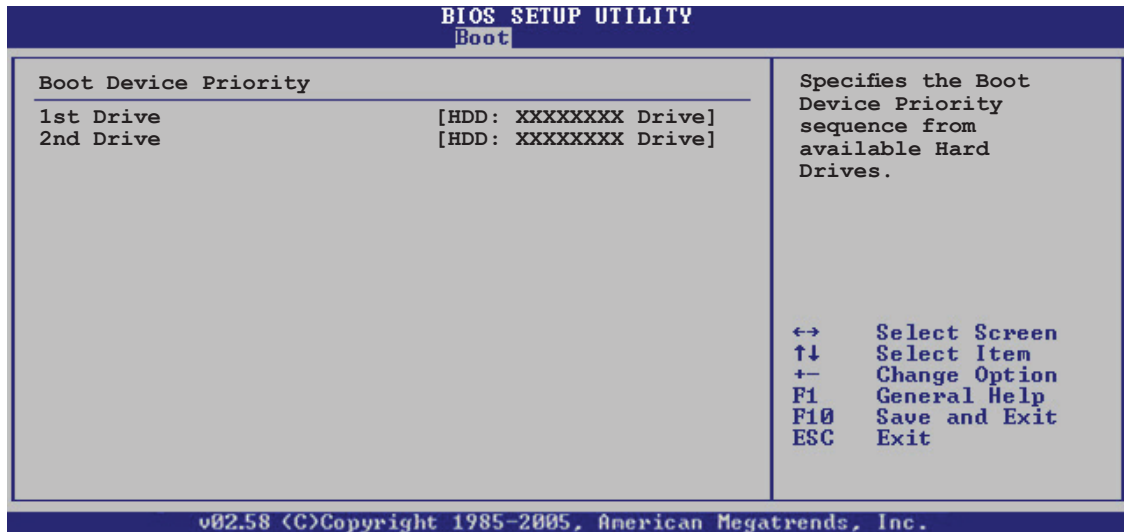 BIOS SETUP UTILITY
Boot
Boot Device Priority
1st Drive [HDD: XXXXXXXX Drive]
2nd Drive [HDD: XXXXXXXX Drive]
Specifies the Boot
Device Priority
sequence from
available Hard
Drives.
←→ Select Screen
↑↓ Select Item
+- Change Option
F1 General Help
F10 Save and Exit
ESC Exit
v02.58 (C)Copyright 1985-2005, American Megatrends, Inc.